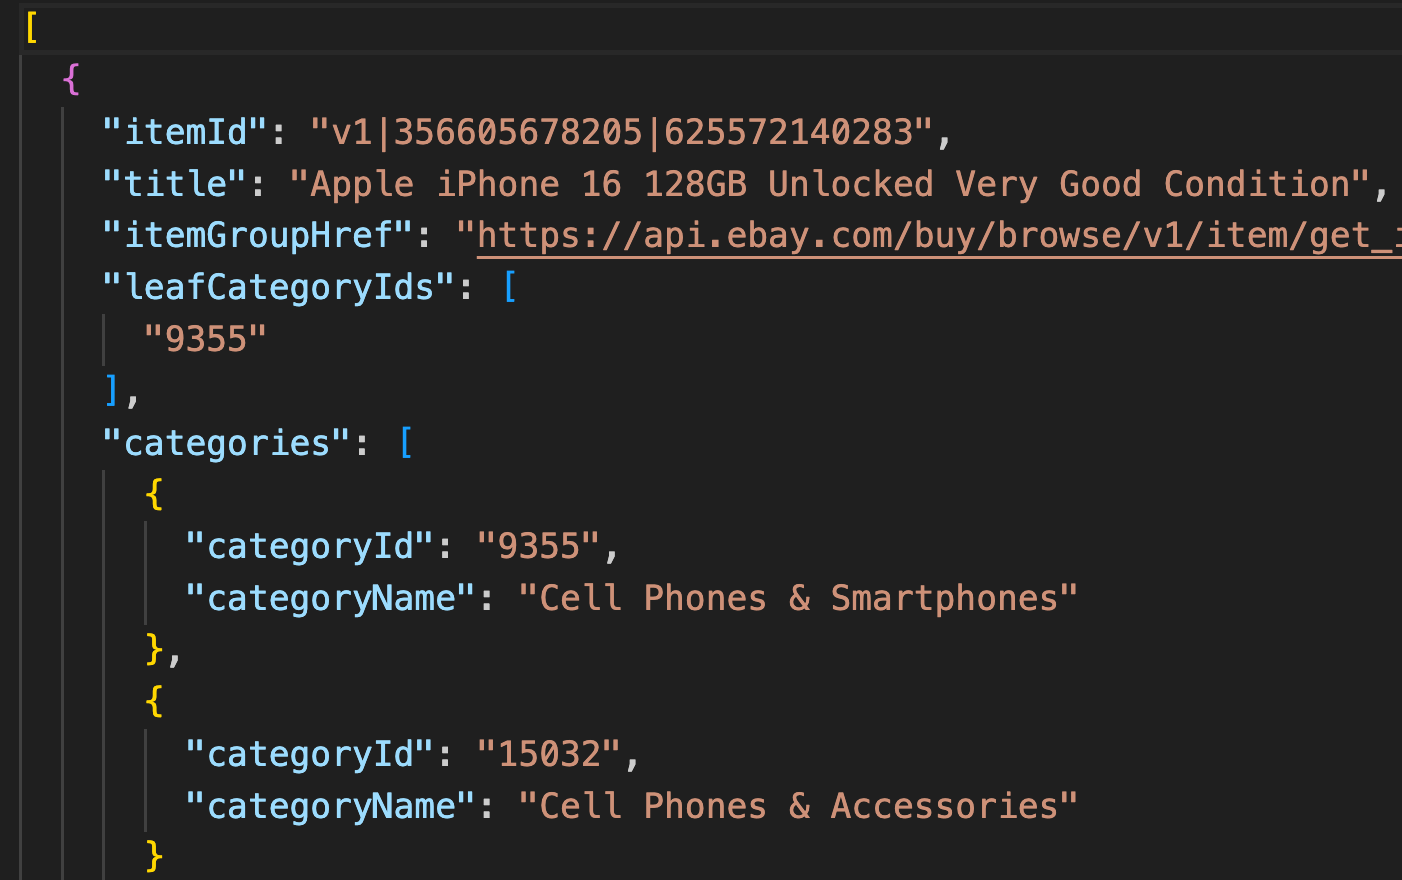 [
{
"itemId": "v1|356605678205|625572140283",
"title": "Apple iPhone 16 128GB Unlocked Very Good Condition",
"itemGroupHref": "https://api.ebay.com/buy/browse/v1/item/get_
"leafCategoryIds": [
"9355"
],
"categories": [
{
"categoryId": "9355",
"categoryName": "Cell Phones & Smartphones"
},
{
"categoryId": "15032",
"categoryName": "Cell Phones & Accessories"
}